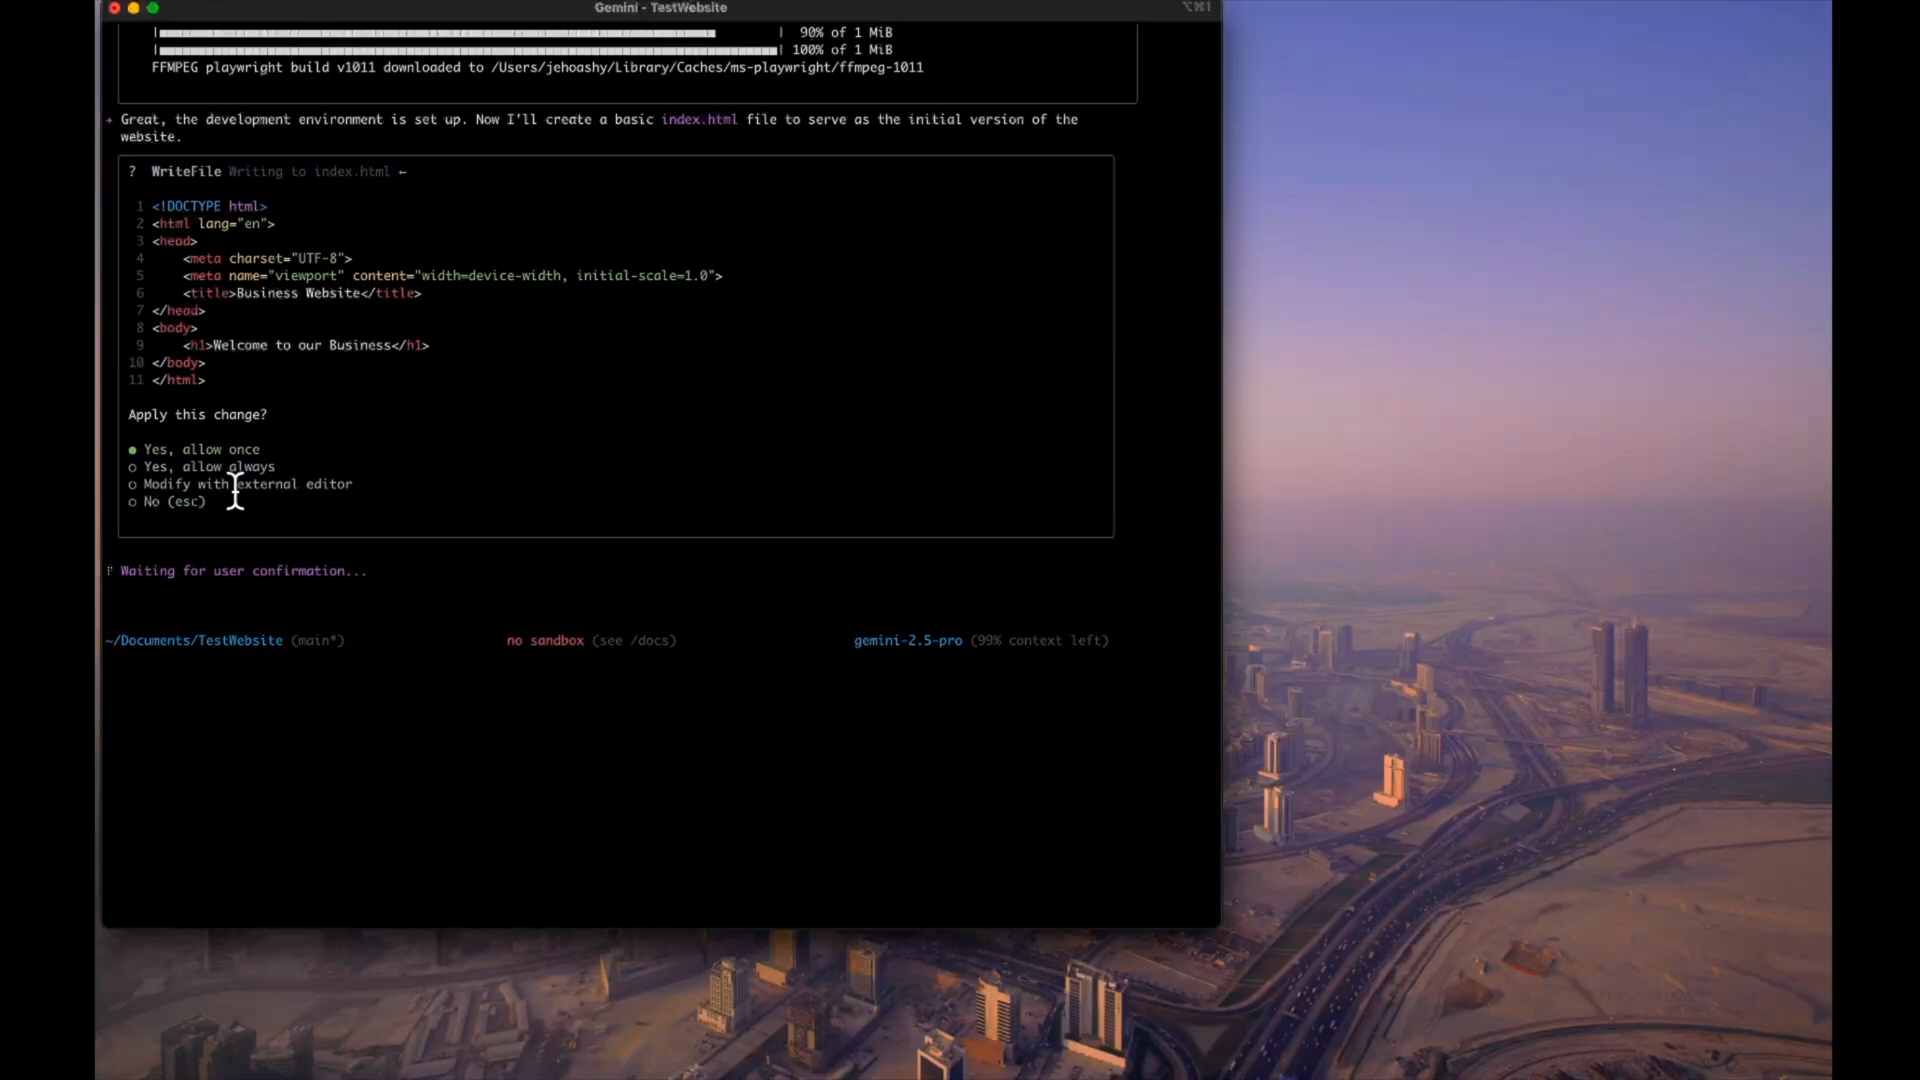 Gemini - TestWebsite
⌥⌘1
90% of 1 MiB
100% of 1 MiB
FFMPEG playwright build v1011 downloaded to /Users/jehoashy/Library/Caches/ms-playwright/ffmpeg-1011
Great, the development environment is set up. Now I'll create a basic index.html file to serve as the initial version of the
website.
? WriteFile Writing to index.html ←
1 <!DOCTYPE html>
2 <html lang="en">
3 <head>
4 <meta charset="UTF-8">
5 <meta name="viewport" content="width=device-width, initial-scale=1.0">
6 <title>Business Website</title>
7 </head>
8 <body>
9 <h1>Welcome to our Business</h1>
10 </body>
11 </html>
Apply this change?
● Yes, allow once
○ Yes, allow always
○ Modify with external editor
○ No (esc)
Waiting for user confirmation...
~/Documents/TestWebsite (main*) no sandbox (see /docs) gemini-2.5-pro (99% context left)